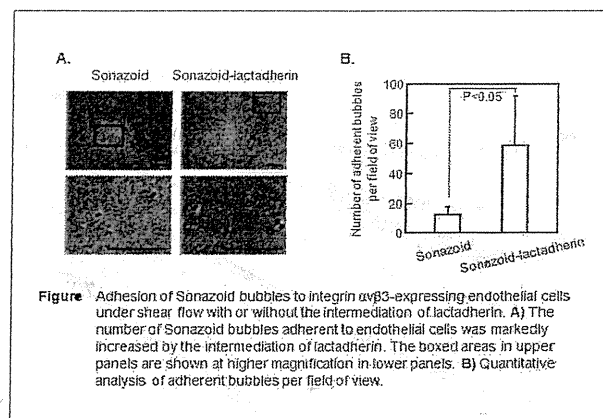 A.
Sonazoid Sonazoid-lactadherin
B.
Number of adherent bubbles
per field of view
100
80
60
40
20
0
P<0.05
Sonazoid
Sonazoid-lactadherin
Figure Adhesion of Sonazoid bubbles to integrin αvβ3-expressing endothelial cells
under shear flow with or without the intermediation of lactadherin. A) The
number of Sonazoid bubbles adherent to endothelial cells was markedly
increased by the intermediation of lactadherin. The boxed areas in upper
panels are shown at higher magnification in lower panels. B) Quantitative
analysis of adherent bubbles per field of view.